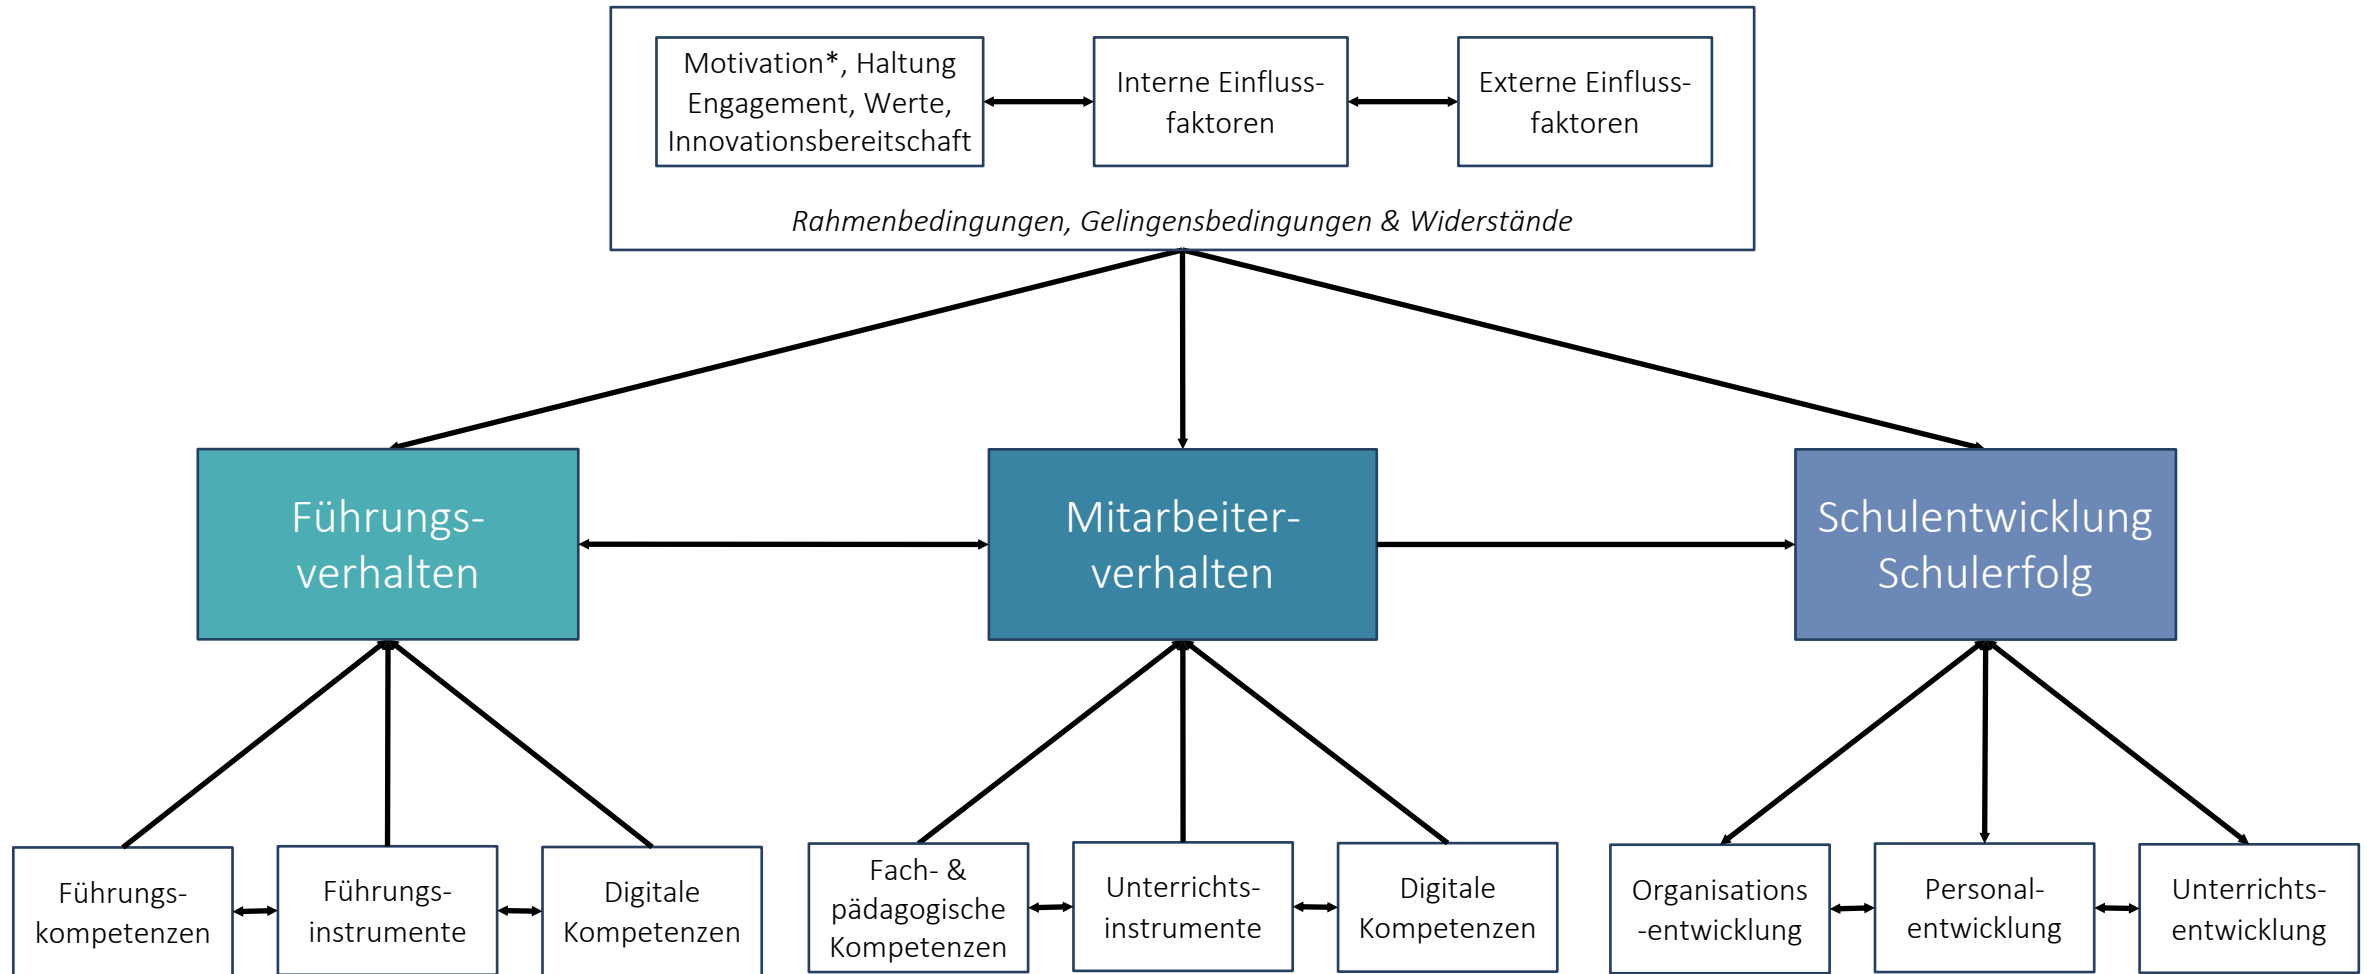 Motivation*, Haltung
Engagement, Werte,
Innovationsbereitschaft
Interne Einfluss-
faktoren
Externe Einfluss-
faktoren
Rahmenbedingungen, Gelingensbedingungen & Widerstände
Führungs-
verhalten
Mitarbeiter-
verhalten
Schulentwicklung
Schulerfolg
Führungs-
kompetenzen
Führungs-
instrumente
Digitale
Kompetenzen
Fach- &
pädagogische
Kompetenzen
Unterrichts-
instrumente
Digitale
Kompetenzen
Organisations
-entwicklung
Personal-
entwicklung
Unterrichts-
entwicklung